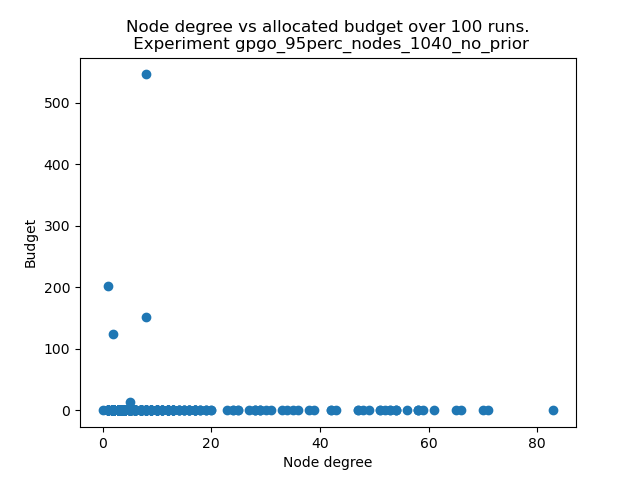 Node degree vs allocated budget over 100 runs.
Experiment gpgo_95perc_nodes_1040_no_prior
500
400
300
200
100
0
Budget
0 20 40 60 80
Node degree